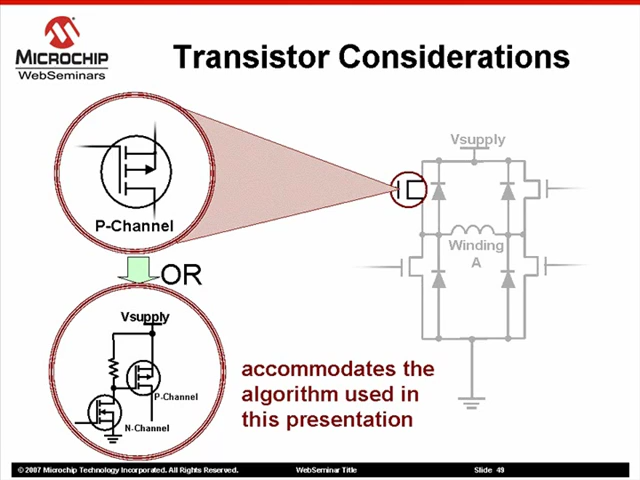 MICROCHIP
WebSeminars
Transistor Considerations
P-Channel
OR
Vsupply
P-Channel
N-Channel
Vsupply
Winding
A
accommodates the
algorithm used in
this presentation
© 2007 Microchip Technology Incorporated. All Rights Reserved.
WebSeminar Title
Slide 49